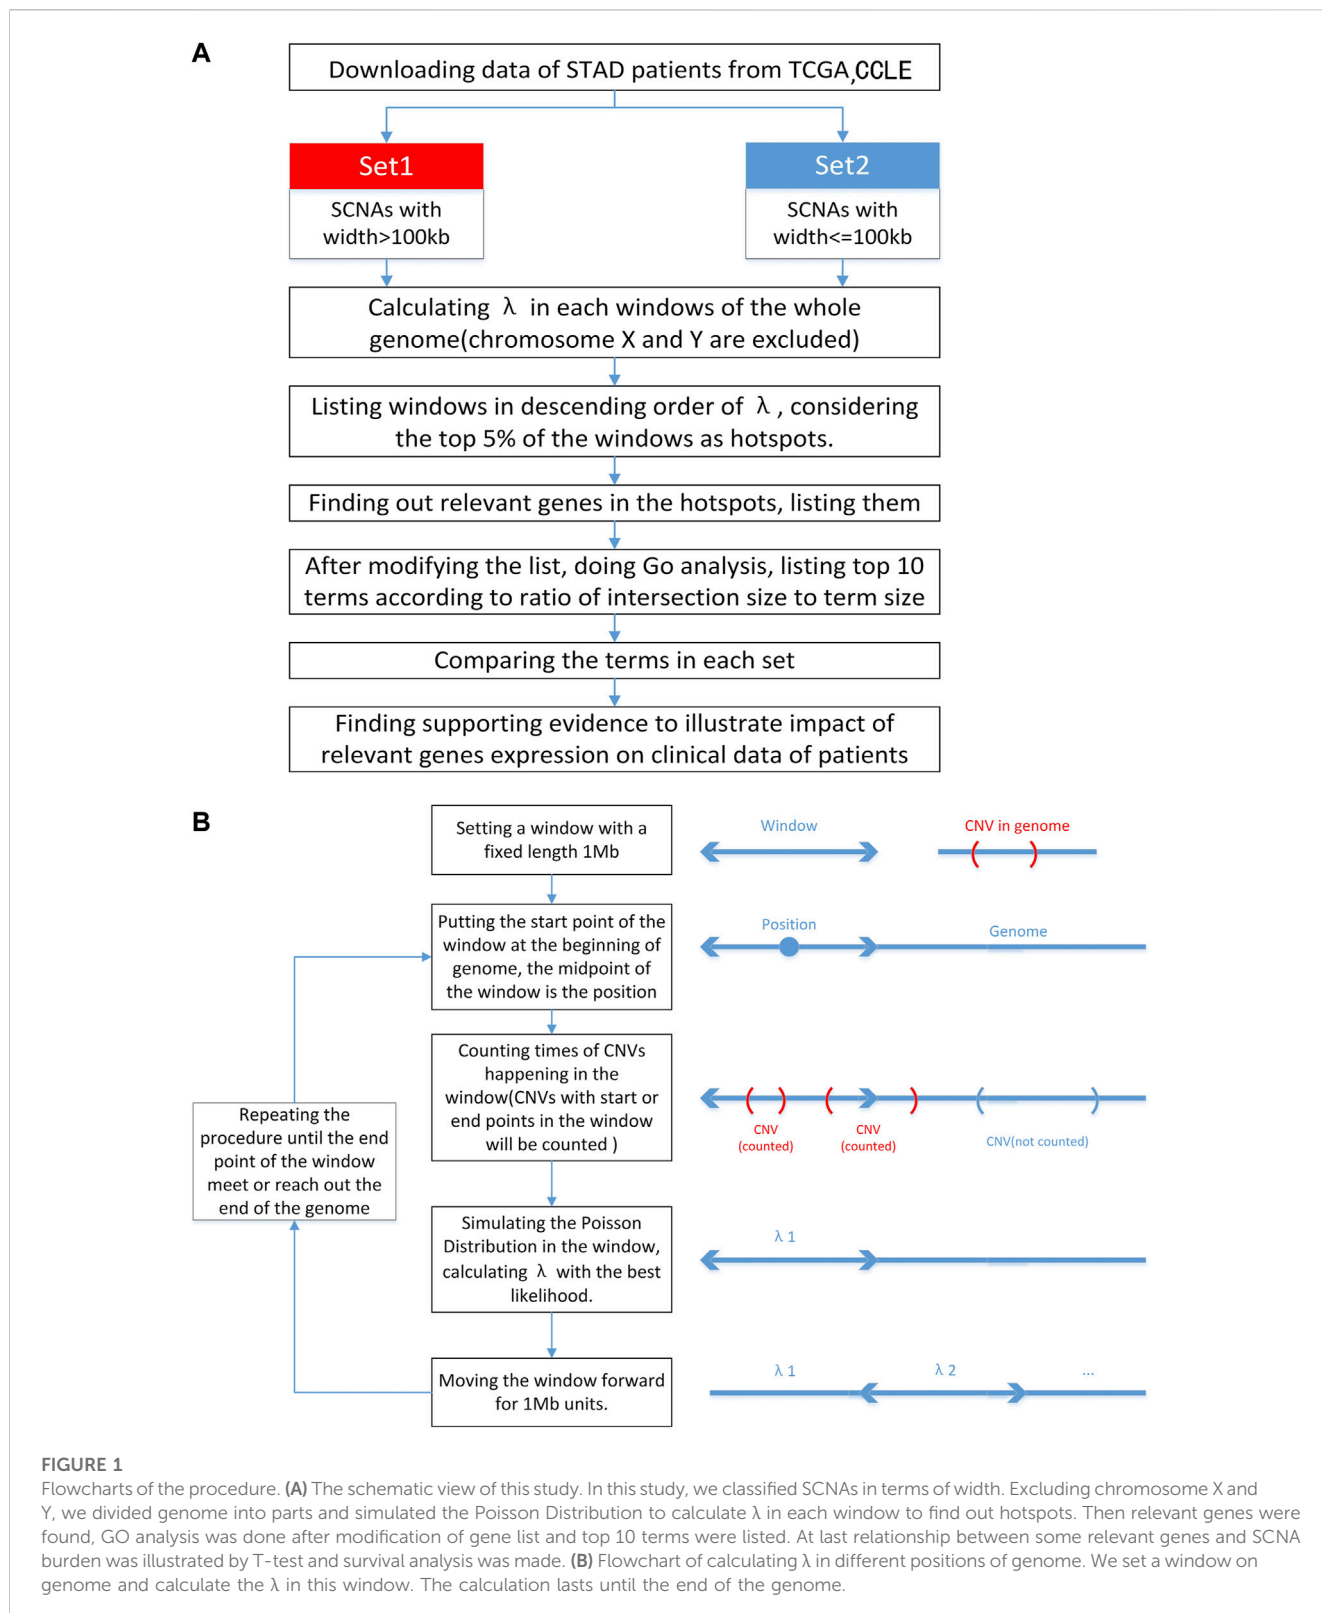 A
Downloading data of STAD patients from TCGA,CCLE
Set1
SCNAs with
width>100kb
Set2
SCNAs with
width<=100kb
Calculating λ in each windows of the whole
genome(chromosome X and Y are excluded)
Listing windows in descending order of λ, considering
the top 5% of the windows as hotspots.
Finding out relevant genes in the hotspots, listing them
After modifying the list, doing Go analysis, listing top 10
terms according to ratio of intersection size to term size
Comparing the terms in each set
Finding supporting evidence to illustrate impact of
relevant genes expression on clinical data of patients
B
Setting a window with a
fixed length 1Mb
Window
CNV in genome
Putting the start point of the
window at the beginning of
genome, the midpoint of
the window is the position
Position
Genome
Counting times of CNVs
happening in the
window(CNVs with start or
end points in the window
will be counted )
CNV
(counted)
CNV
(counted)
CNV(not counted)
Repeating the
procedure until the end
point of the window
meet or reach out the
end of the genome
Simulating the Poisson
Distribution in the window,
calculating λ with the best
likelihood.
λ 1
Moving the window forward
for 1Mb units.
λ 1
λ 2
...
FIGURE 1
Flowcharts of the procedure. (A) The schematic view of this study. In this study, we classified SCNAs in terms of width. Excluding chromosome X and
Y, we divided genome into parts and simulated the Poisson Distribution to calculate λ in each window to find out hotspots. Then relevant genes were
found, GO analysis was done after modification of gene list and top 10 terms were listed. At last relationship between some relevant genes and SCNA
burden was illustrated by T-test and survival analysis was made. (B) Flowchart of calculating λ in different positions of genome. We set a window on
genome and calculate the λ in this window. The calculation lasts until the end of the genome.